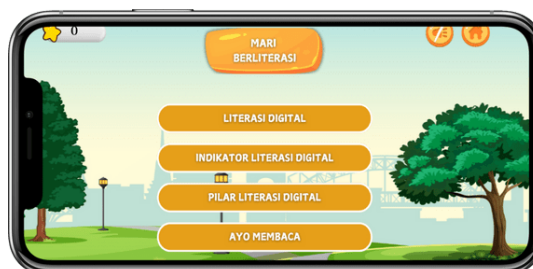 0
MARI
BERLITERASI
LITERASI DIGITAL
INDIKATOR LITERASI DIGITAL
PILAR LITERASI DIGITAL
AYO MEMBACA